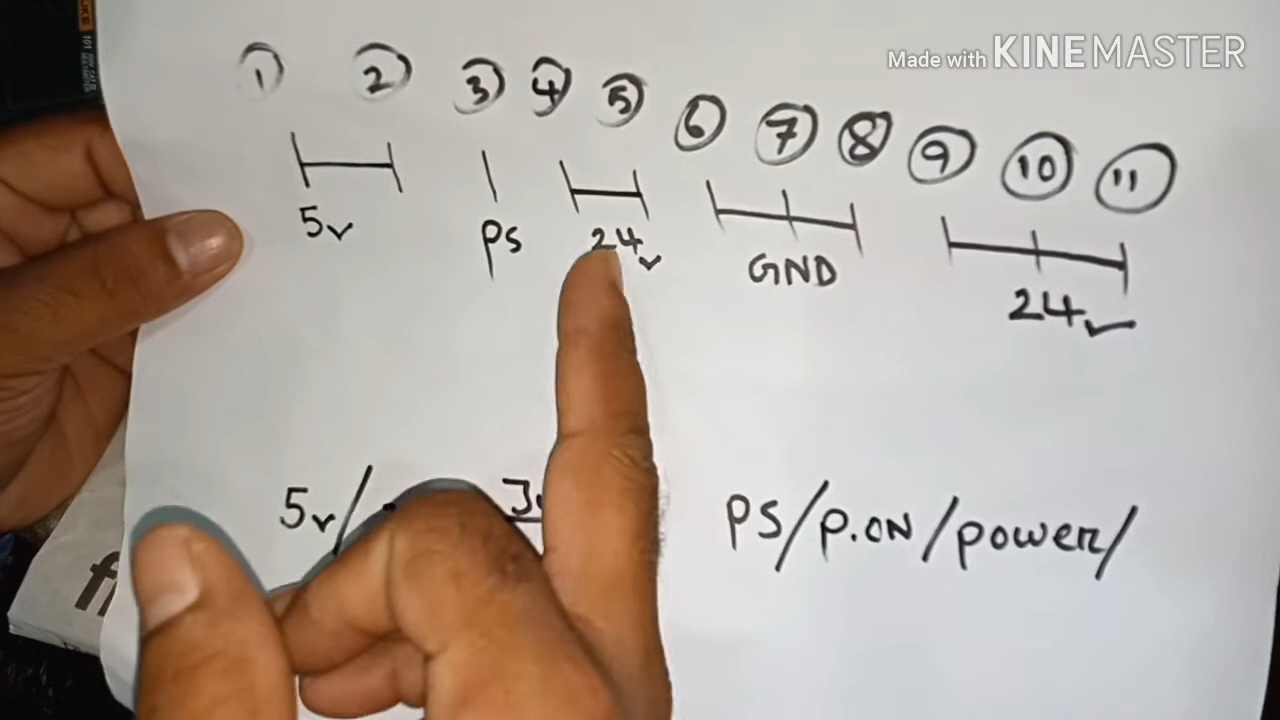 Made with KINEMASTER
① ② ③ ④ ⑤ ⑥ ⑦ ⑧ ⑨ ⑩ ⑪
5v PS 24v GND 24v
5v/ PS/P.ON/power/